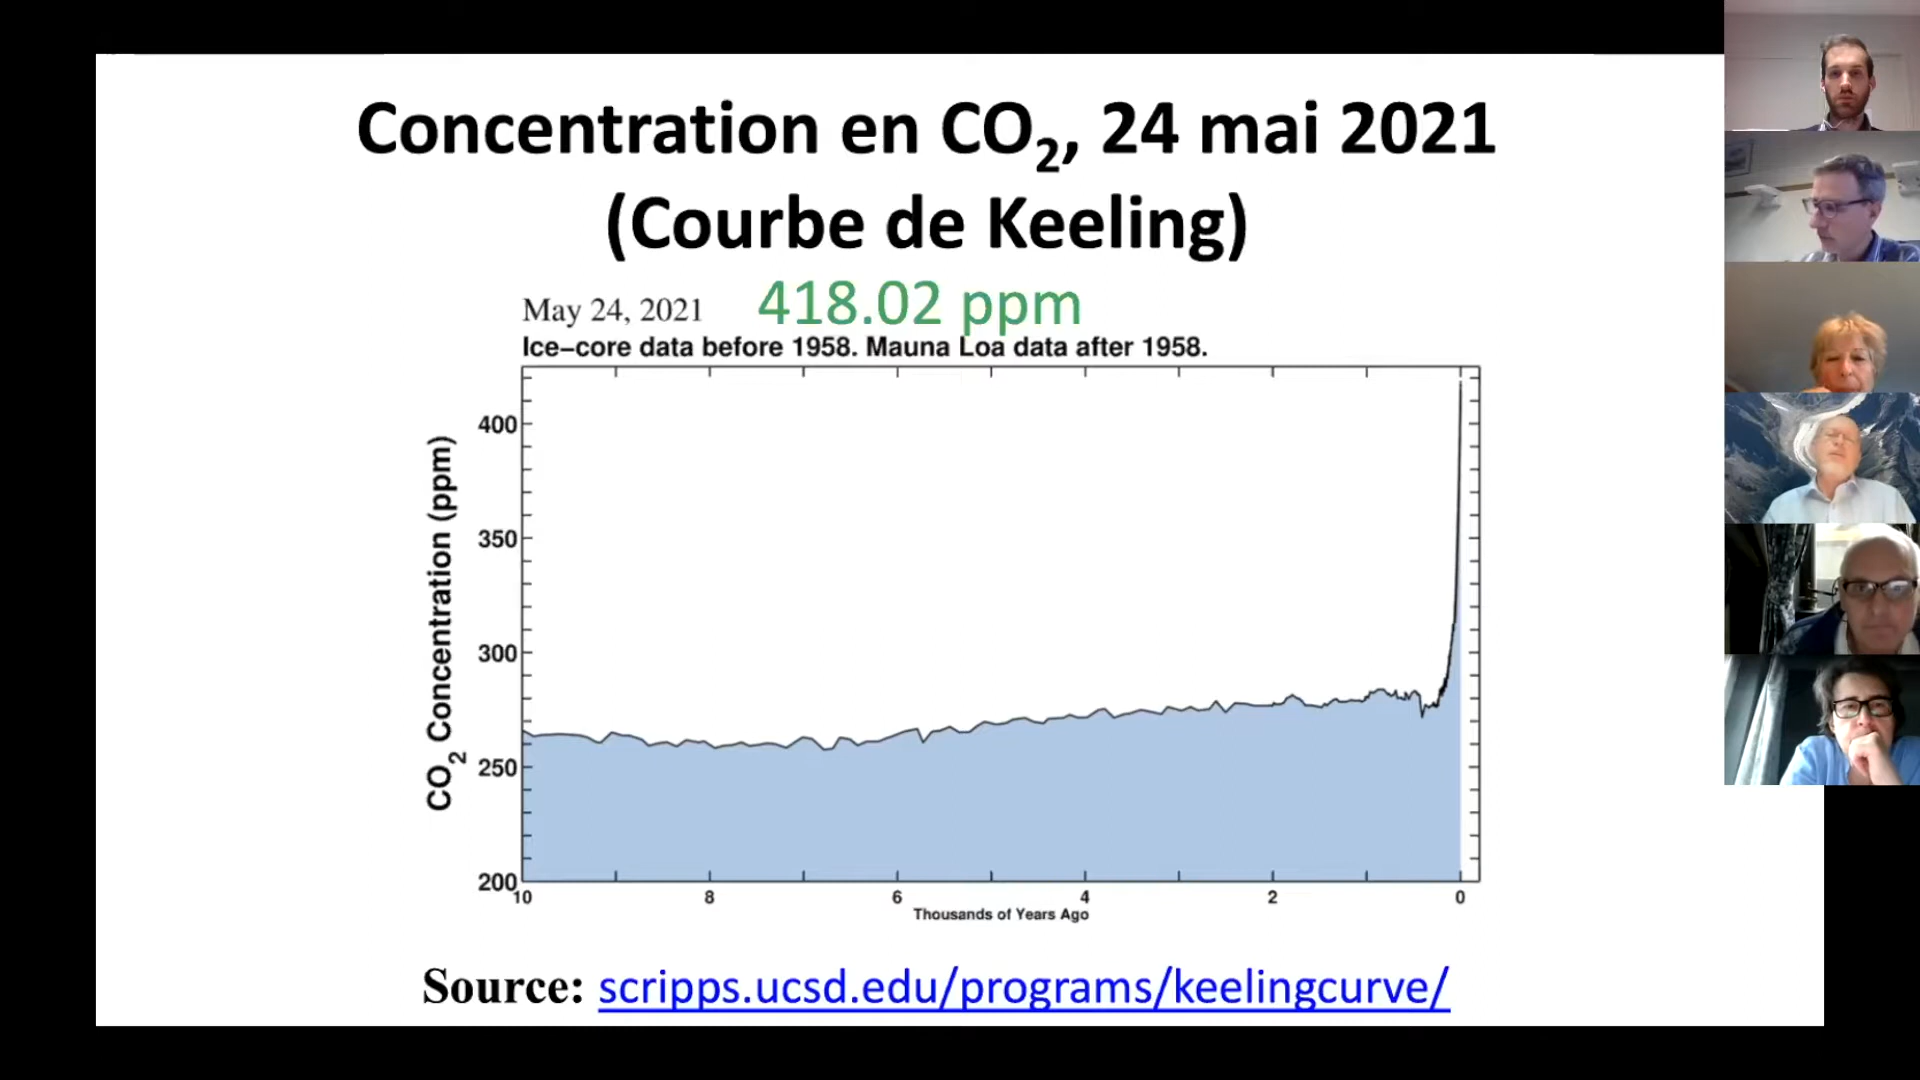 Concentration en CO₂, 24 mai 2021
(Courbe de Keeling)
May 24, 2021 418.02 ppm
Ice-core data before 1958. Mauna Loa data after 1958.
CO₂ Concentration (ppm)
400
350
300
250
200
10 8 6 4 2 0
Thousands of Years Ago
Source: scripps.ucsd.edu/programs/keelingcurve/